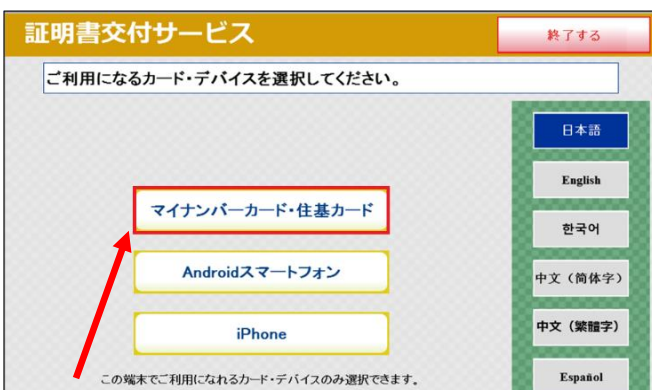 証明書交付サービス
終了する
ご利用になるカード・デバイスを選択してください。
日本語
English
한국어
中文（简体字）
中文（繁體字）
Español
マイナンバーカード・住基カード
Androidスマートフォン
iPhone
この端末でご利用になれるカード・デバイスのみ選択できます。